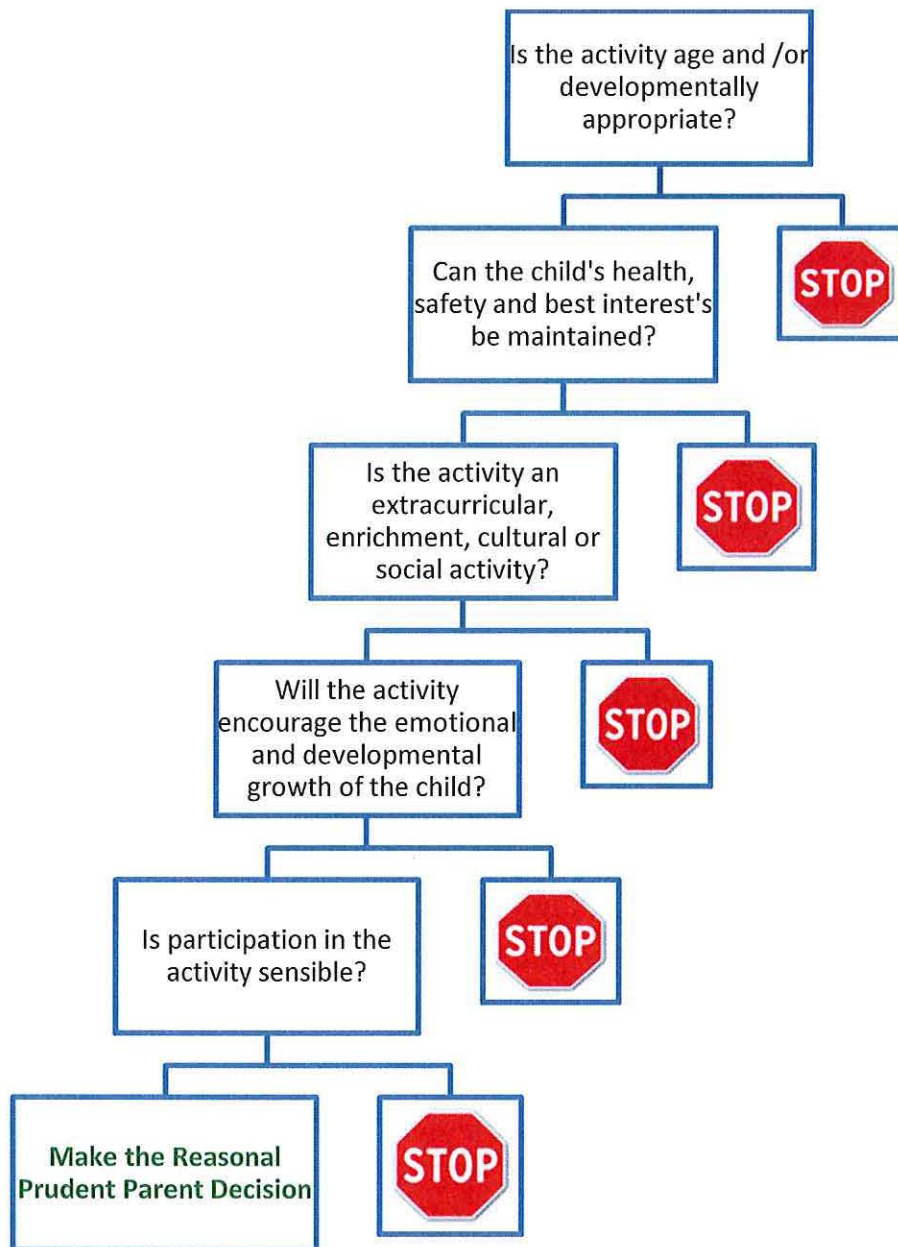 Is the activity age and /or
developmentally
appropriate?
STOP
Can the child's health,
safety and best interest's
be maintained?
STOP
Is the activity an
extracurricular,
enrichment, cultural or
social activity?
STOP
Will the activity
encourage the emotional
and developmental
growth of the child?
STOP
Is participation in the
activity sensible?
STOP
Make the Reasonal
Prudent Parent Decision
STOP